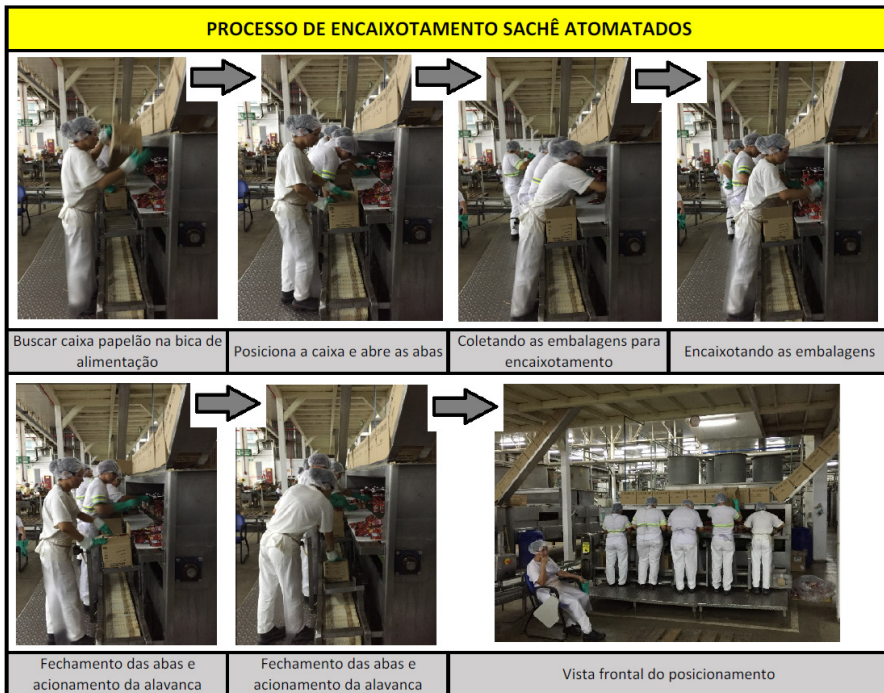 PROCESSO DE ENCAIXOTAMENTO SACHÊ ATOMATADOS
Buscar caixa papelão na bica de
alimentação
Posiciona a caixa e abre as abas
Coletando as embalagens para
encaixotamento
Encaixotando as embalagens
Fechamento das abas e
acionamento da alavanca
Fechamento das abas e
acionamento da alavanca
Vista frontal do posicionamento